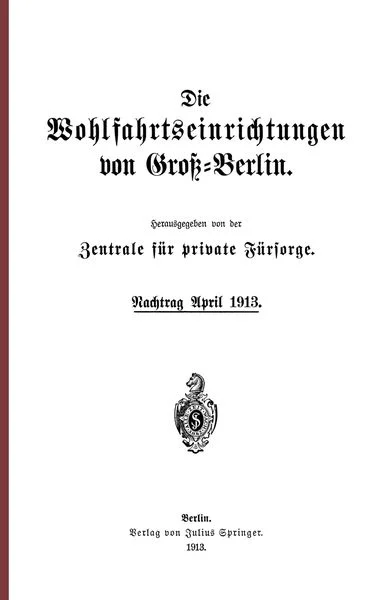 Die
Wohlfahrtseinrichtungen
von Groß-Berlin.
Herausgegeben von der
Zentrale für private Fürsorge.
Nachtrag April 1913.
Berlin.
Verlag von Julius Springer.
1913.